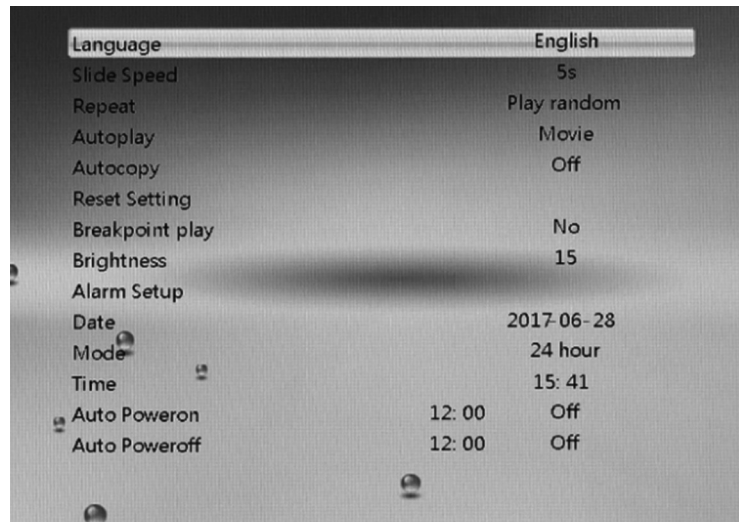 Language English
Slide Speed 5s
Repeat Play random
Autoplay Movie
Autocopy Off
Reset Setting
Breakpoint play No
Brightness 15
Alarm Setup
Date 2017-06-28
Mode 24 hour
Time 15: 41
Auto Poweron 12: 00 Off
Auto Poweroff 12: 00 Off